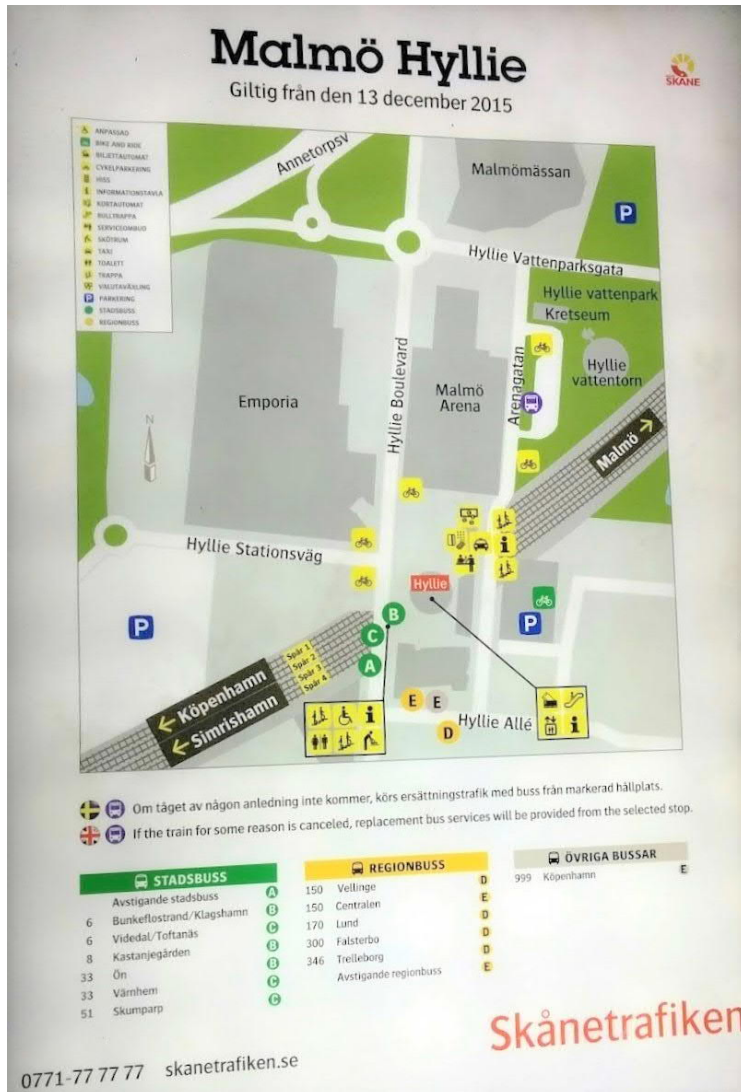 Malmö Hyllie
Giltig från den 13 december 2015
SKÅNE
ANPASSAD
BIKE AND RIDE
BILJETTAUTOMAT
CYKELPARKERING
HISS
INFORMATIONSTAVLA
KORTAUTOMAT
RULLTRAPPA
SERVICEOMBUD
SKÖTRUM
TAXI
TOALETT
TRAPPA
VALUTAVÄXLING
P PARKERING
STADSBUSS
REGIONBUSS
Annetorpsv
Malmömässan
P
Hyllie Vattenparksgata
Hyllie vattenpark
Kretseum
Hyllie
vattentorn
Arenagatan
Hyllie Boulevard
Malmö
Arena
Emporia
N
Malmö →
Hyllie Stationsväg
Hyllie
P
P
B
C
A
Spår 1
Spår 2
Spår 3
Spår 4
← Köpenhamn
← Simrishamn
E E
D
Hyllie Allé
Om tåget av någon anledning inte kommer, körs ersättningstrafik med buss från markerad hållplats.
If the train for some reason is canceled, replacement bus services will be provided from the selected stop.
STADSBUSS
Avstigande stadsbuss A
6 Bunkeflostrand/Klagshamn B
6 Videdal/Toftanäs C
8 Kastanjegården B
33 Ön B
33 Värnhem C
51 Skumparp C
REGIONBUSS
150 Vellinge D
150 Centralen E
170 Lund D
300 Falsterbo D
346 Trelleborg D
Avstigande regionbuss E
ÖVRIGA BUSSAR
999 Köpenhamn E
Skånetrafiken
0771-77 77 77 skanetrafiken.se